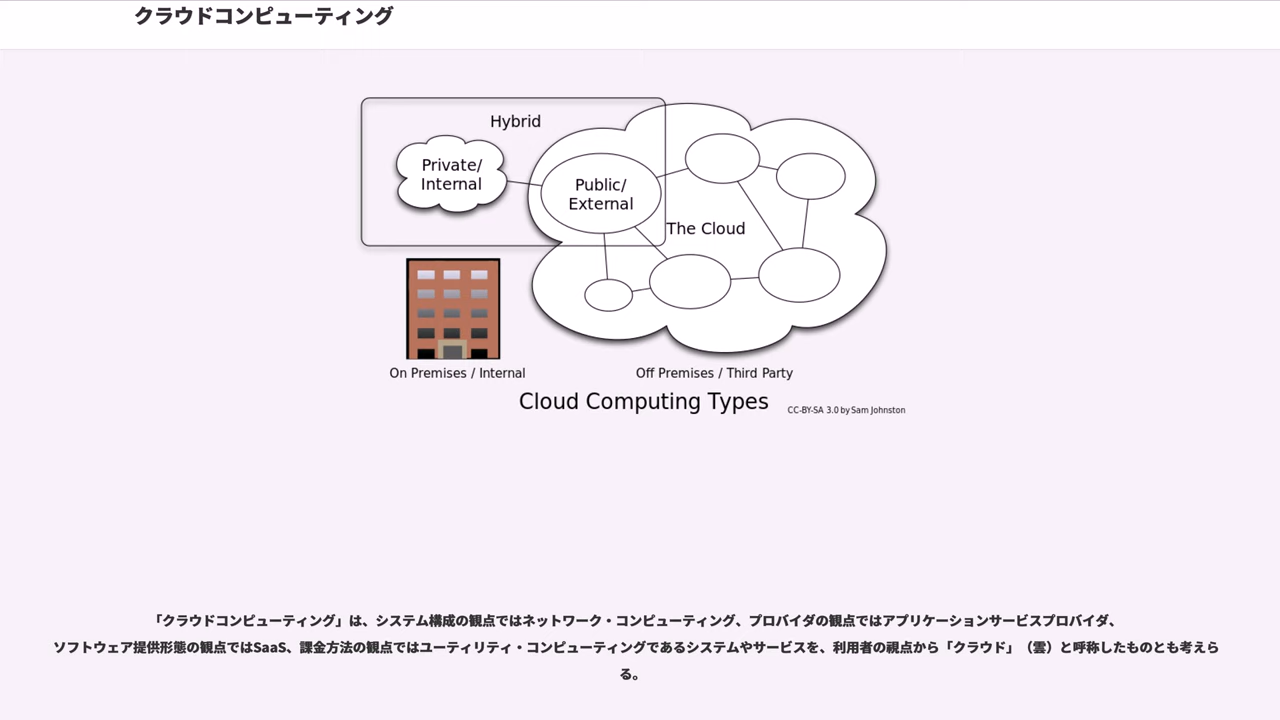 クラウドコンピューティング
Hybrid
Private/
Internal
Public/
External
The Cloud
On Premises / Internal
Off Premises / Third Party
Cloud Computing Types
CC-BY-SA 3.0 by Sam Johnston
「クラウドコンピューティング」は、システム構成の観点ではネットワーク・コンピューティング、プロバイダの観点ではアプリケーションサービスプロバイダ、
ソフトウェア提供形態の観点ではSaaS、課金方法の観点ではユーティリティ・コンピューティングであるシステムやサービスを、利用者の視点から「クラウド」（雲）と呼称したものとも考えら
る。